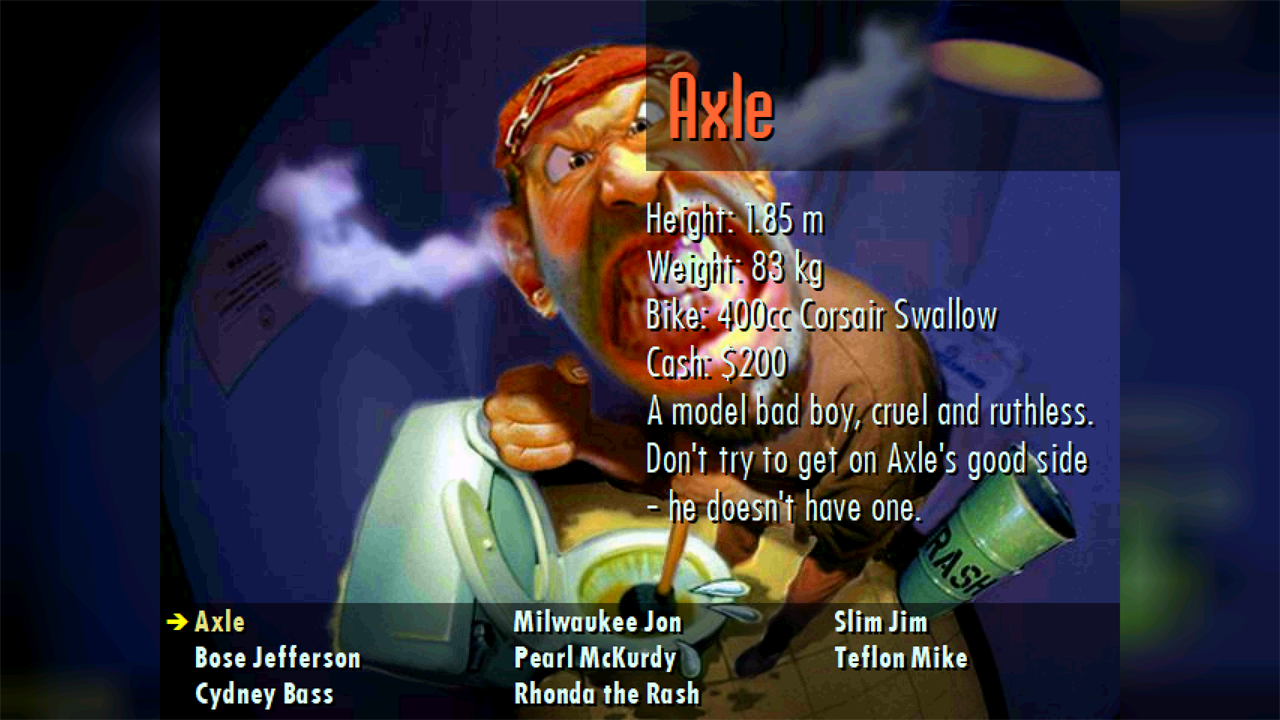 Axle
Height: 1.85 m
Weight: 83 kg
Bike: 400cc Corsair Swallow
Cash: $200
A model bad boy, cruel and ruthless.
Don't try to get on Axle's good side
- he doesn't have one.
RASH
➔ Axle
Bose Jefferson
Cydney Bass
Milwaukee Jon
Pearl McKurdy
Rhonda the Rash
Slim Jim
Teflon Mike